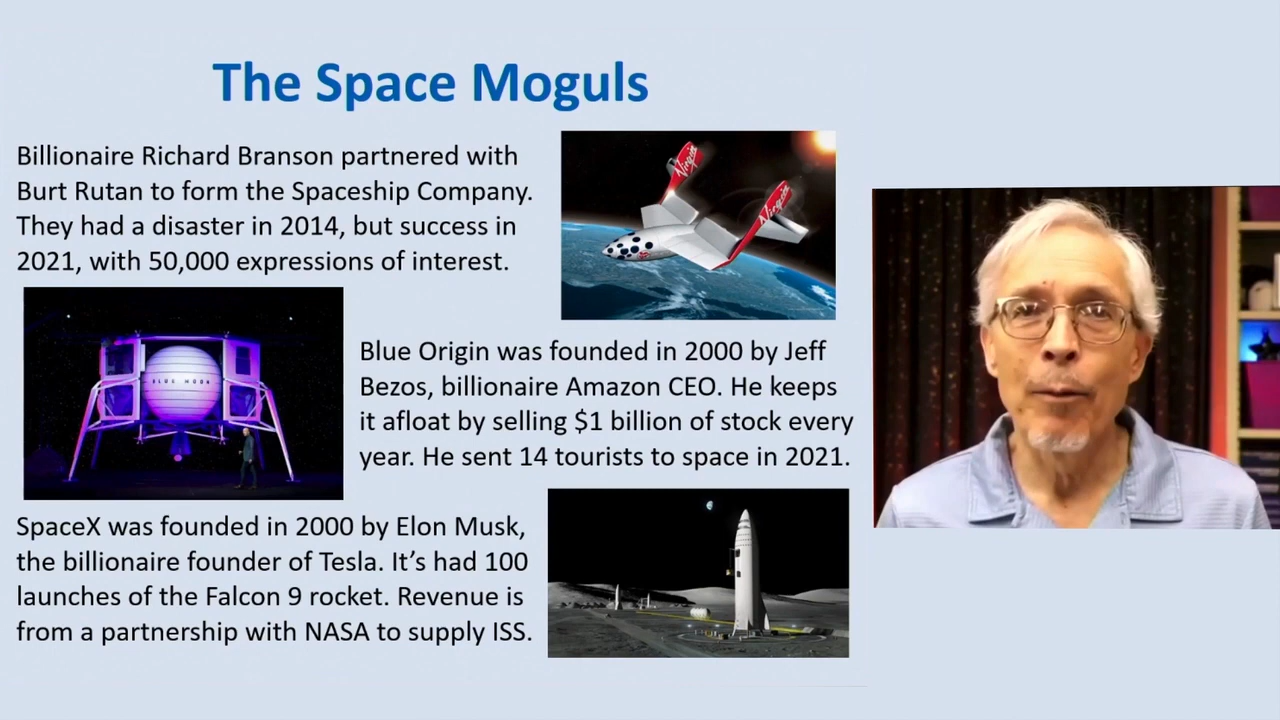 The Space Moguls
Billionaire Richard Branson partnered with
Burt Rutan to form the Spaceship Company.
They had a disaster in 2014, but success in
2021, with 50,000 expressions of interest.
Virgin
Virgin
BLUE MOON
Blue Origin was founded in 2000 by Jeff
Bezos, billionaire Amazon CEO. He keeps
it afloat by selling $1 billion of stock every
year. He sent 14 tourists to space in 2021.
SpaceX was founded in 2000 by Elon Musk,
the billionaire founder of Tesla. It’s had 100
launches of the Falcon 9 rocket. Revenue is
from a partnership with NASA to supply ISS.